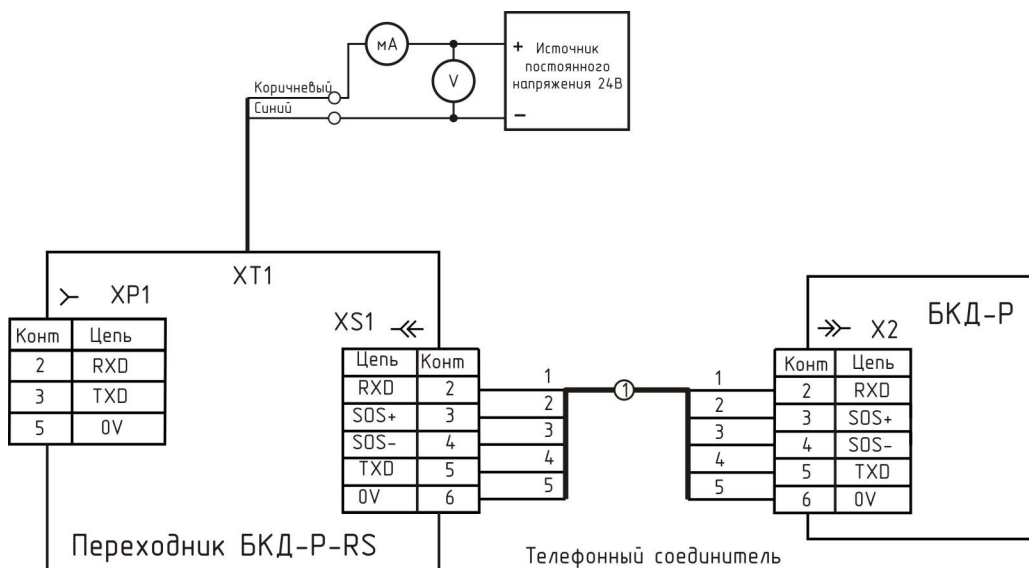 мА
+ Источник
постоянного
V
напряжения 24В
Коричневый
Синий
−
XT1
XP1
Конт Цепь
2 RXD
3 TXD
5 0V
XS1
Цепь Конт
RXD 2
SOS+ 3
SOS- 4
TXD 5
0V 6
1
2
3
4
5
1
1
2
3
4
5
БКД-Р
X2
Конт Цепь
2 RXD
3 SOS+
4 SOS-
5 TXD
6 0V
Переходник БКД-Р-RS
Телефонный соединитель